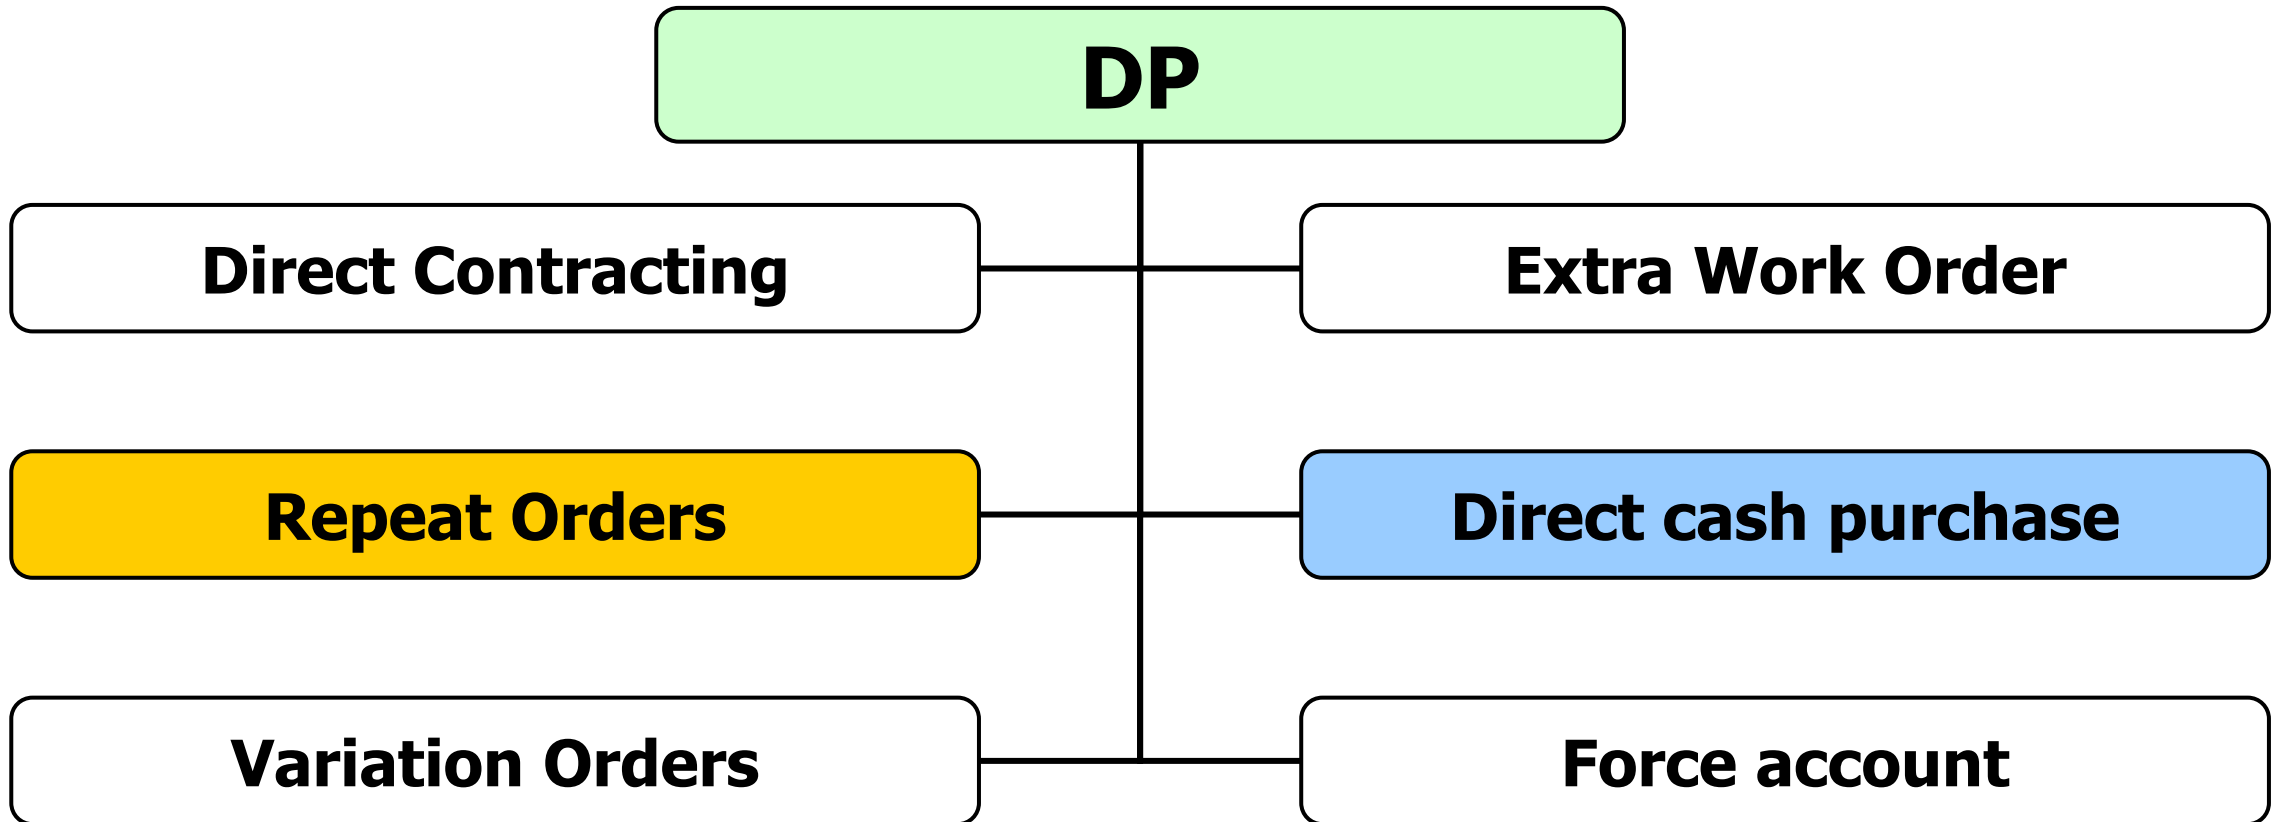 DP
Direct Contracting
Extra Work Order
Repeat Orders
Direct cash purchase
Variation Orders
Force account